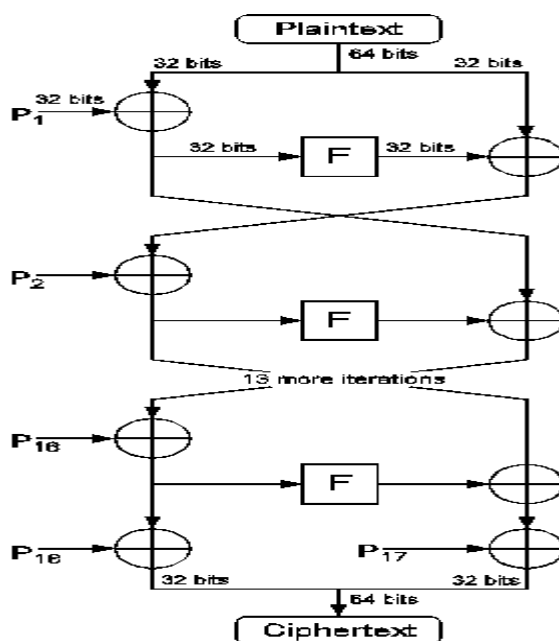 Plaintext
64 bits
32 bits 32 bits
P1 32 bits
32 bits F 32 bits
P2
F
13 more iterations
P16
F
P18 P17
32 bits 32 bits
64 bits
Ciphertext